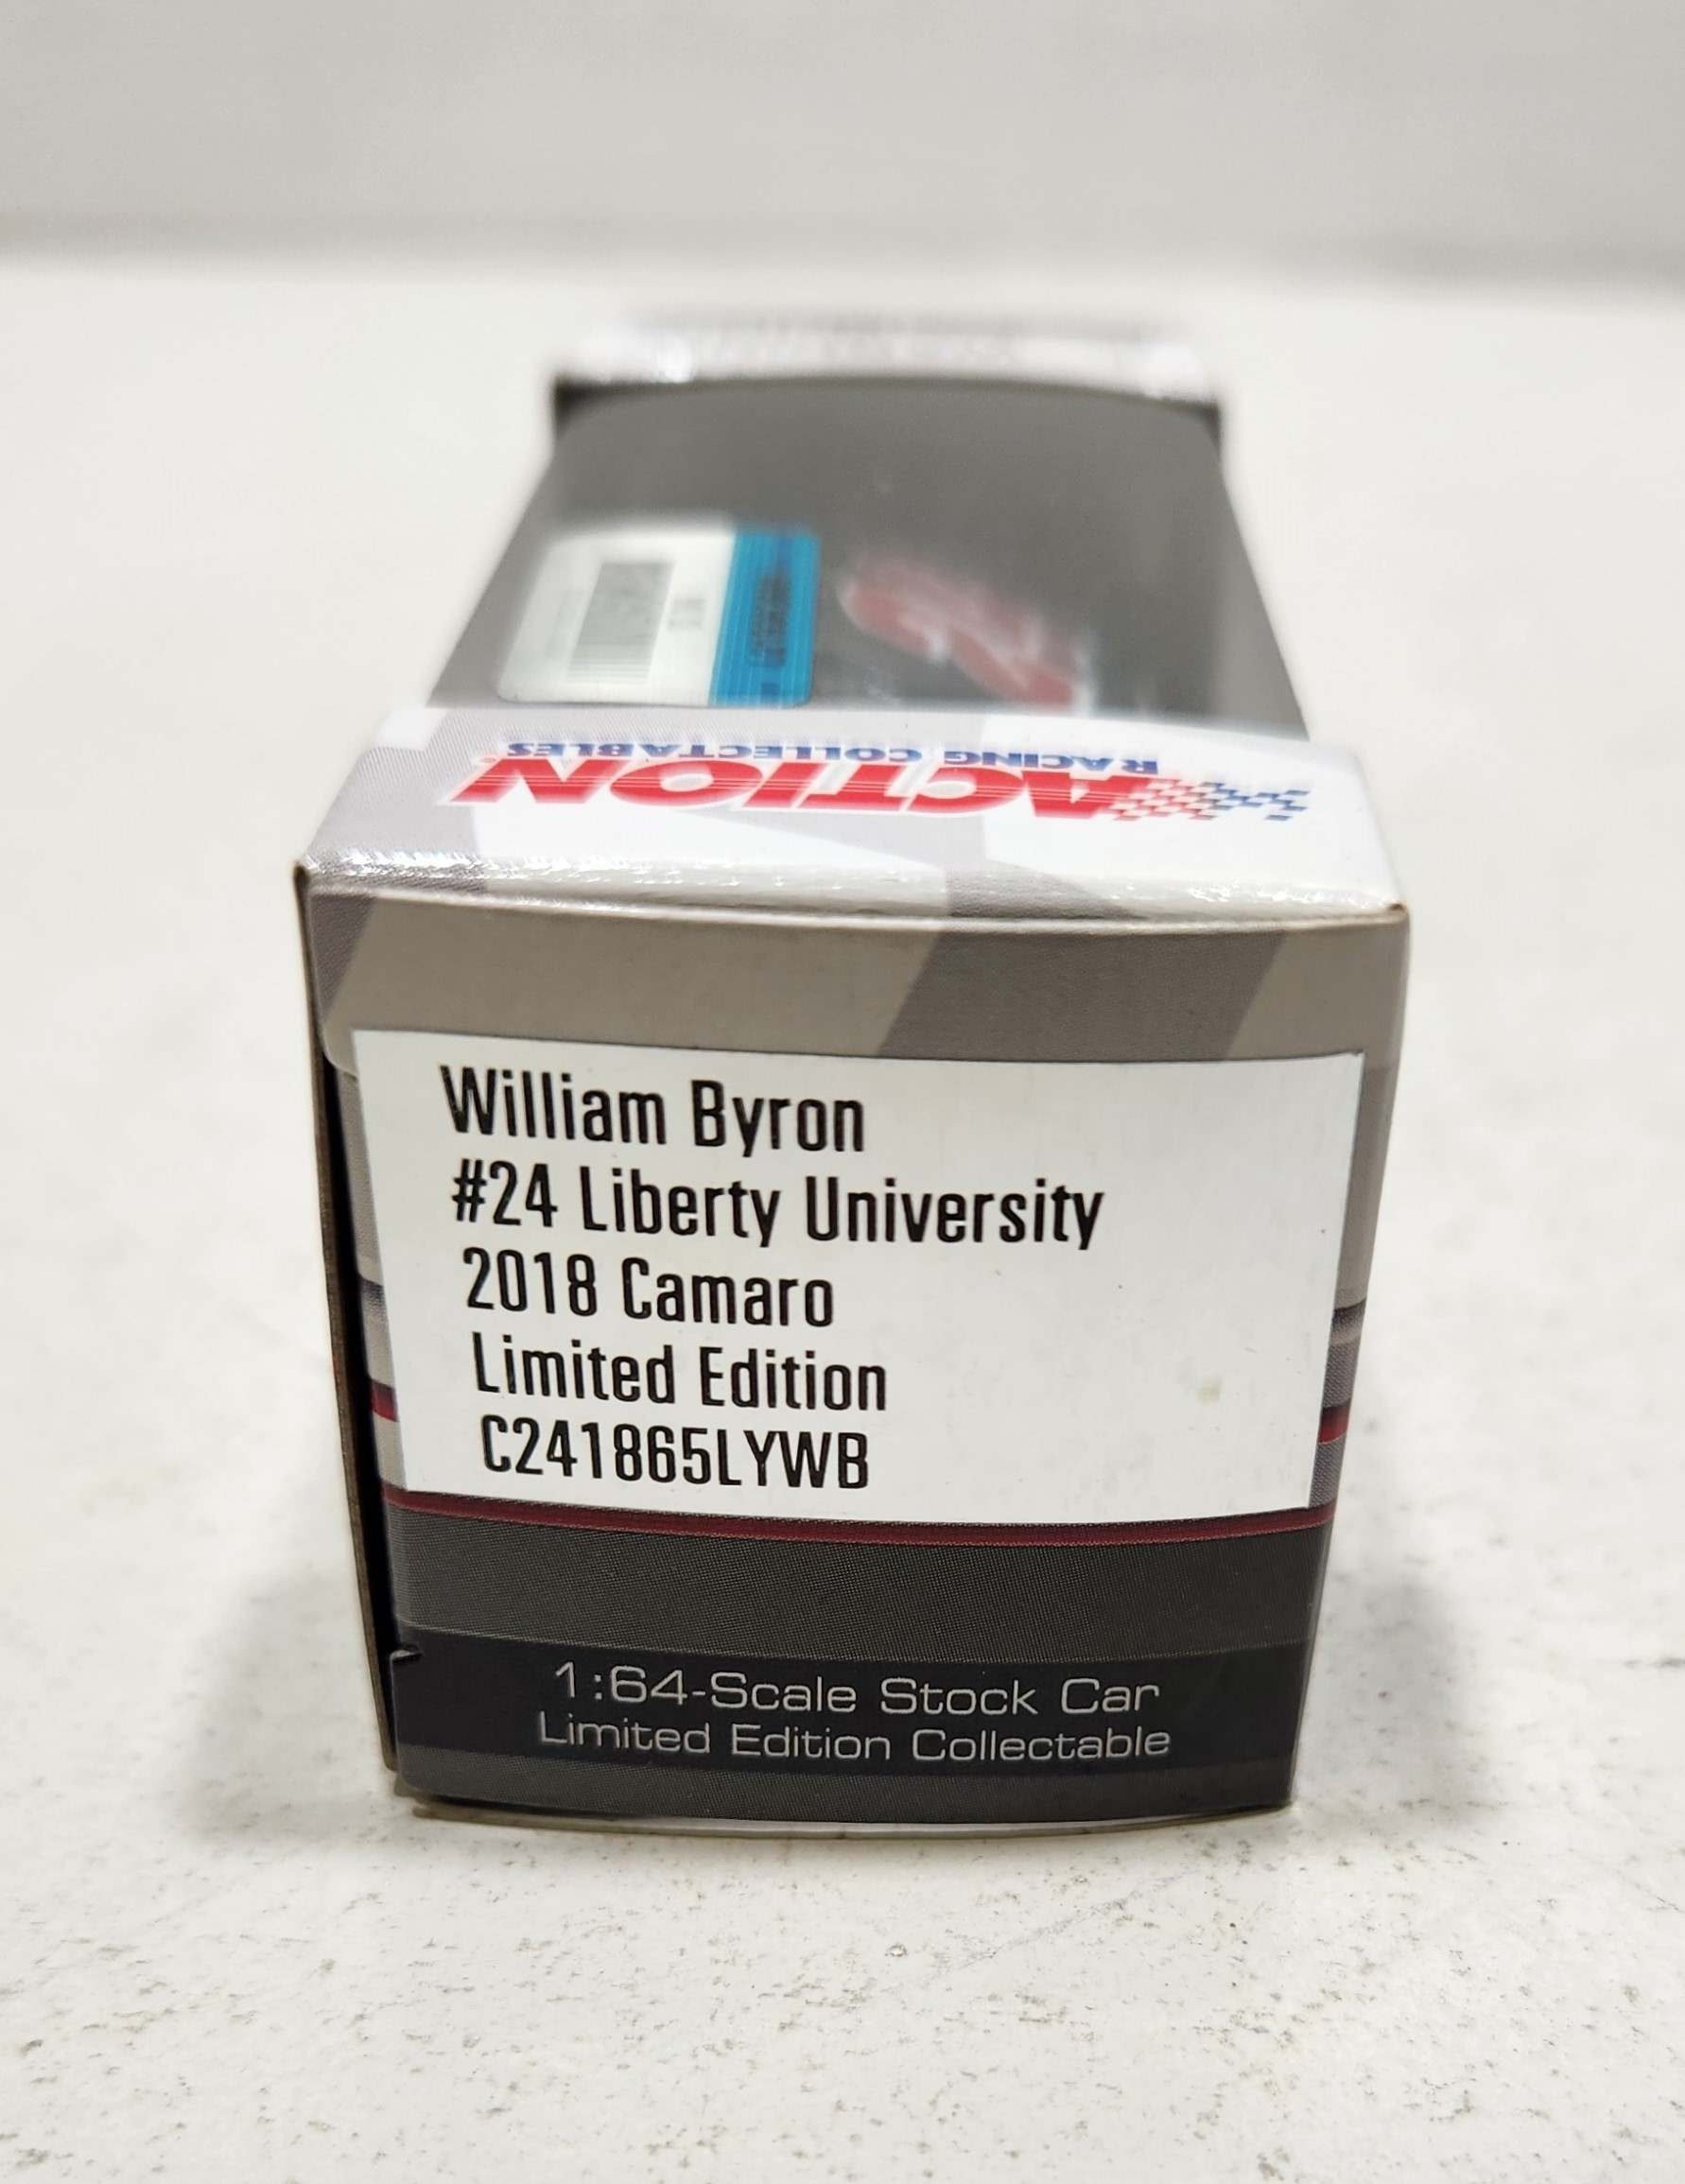 RACING COLLECTABLES
ACTION
William Byron
#24 Liberty University
2018 Camaro
Limited Edition
C241865LYWB
1:64-Scale Stock Car
Limited Edition Collectable